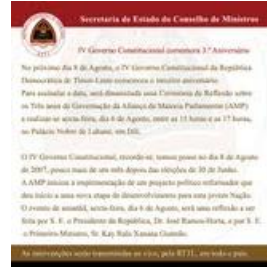 Secretaria de Estado do Conselho de Ministros
IV Governo Constitucional comemora 3.º Aniversário
No próximo dia 8 de Agosto, o IV Governo Constitucional da República
Democrática de Timor-Leste comemora o terceiro aniversário.
Para assinalar a data, será dinamizada uma Cerimónia de Reflexão sobre
os Três anos de Governação da Aliança da Maioria Parlamentar (AMP)
a realizar-se sexta-feira, dia 6 de Agosto, entre as 15 horas e as 17 horas,
no Palácio Nobre de Lahane, em Díli.
O IV Governo Constitucional, recorde-se, tomou posse no dia 8 de Agosto
de 2007, pouco mais de um mês depois das eleições de 30 de Junho.
A AMP iniciou a implementação de um projecto político reformador que
deu início a uma nova etapa de desenvolvimento para esta jovem Nação.
O evento de amanhã, sexta-feira, dia 6 de Agosto, será uma reflexão a ser
feita por S. E. o Presidente da República, Dr. José Ramos-Horta, e por S. E.
o Primeiro-Ministro, Sr. Kay Rala Xanana Gusmão.
As intervenções serão transmitidas ao vivo, pela RTTL, em todo o país.